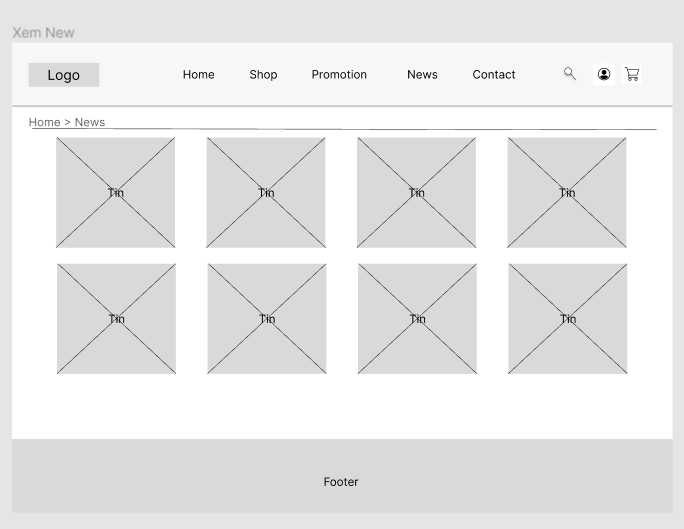 Xem New
Logo Home Shop Promotion News Contact
Home > News
Tin Tin Tin Tin
Tin Tin Tin Tin
Footer